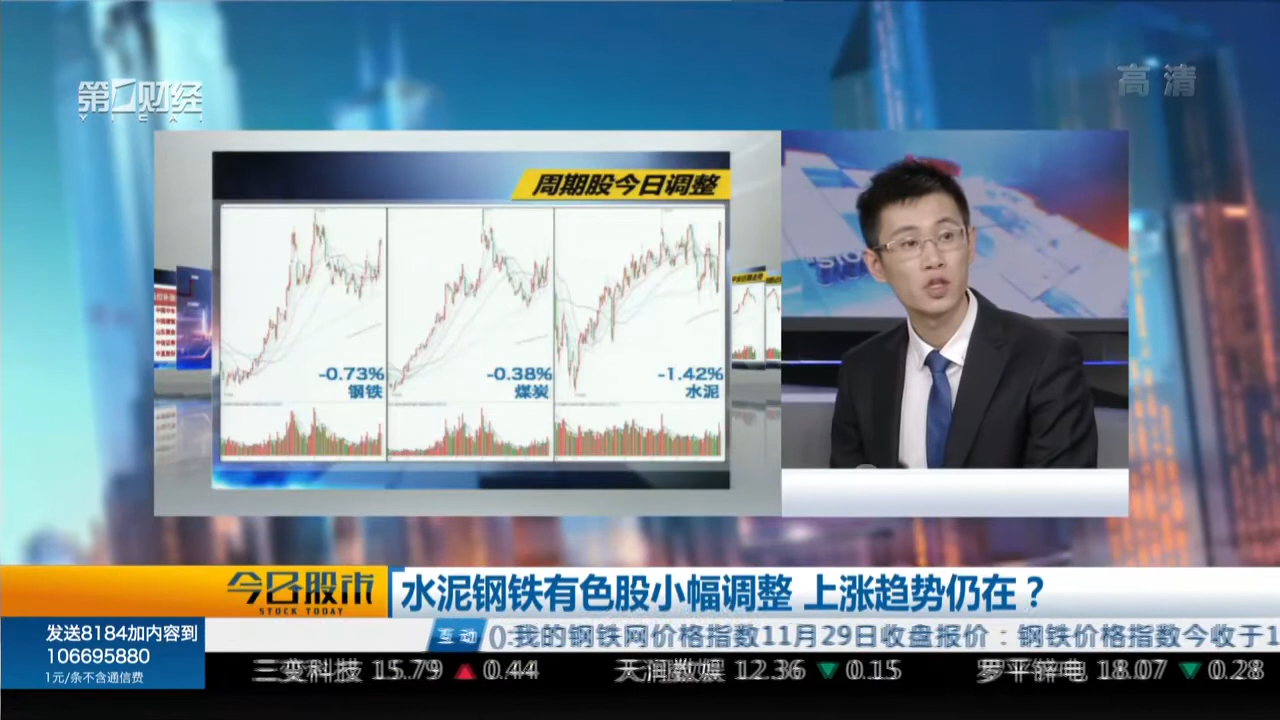 第一财经
YICAI
高清
周期股今日调整
-0.73%
钢铁
-0.38%
煤炭
-1.42%
水泥
今日股市
STOCK TODAY
水泥钢铁有色股小幅调整 上涨趋势仍在？
发送8184加内容到
106695880
1元/条不含通信费
互动
我的钢铁网价格指数11月29日收盘报价：钢铁价格指数今收于1
三变科技 15.79 ▲ 0.44 天润数娱 12.36 ▼ 0.15 罗平锌电 18.07 ▼ 0.28